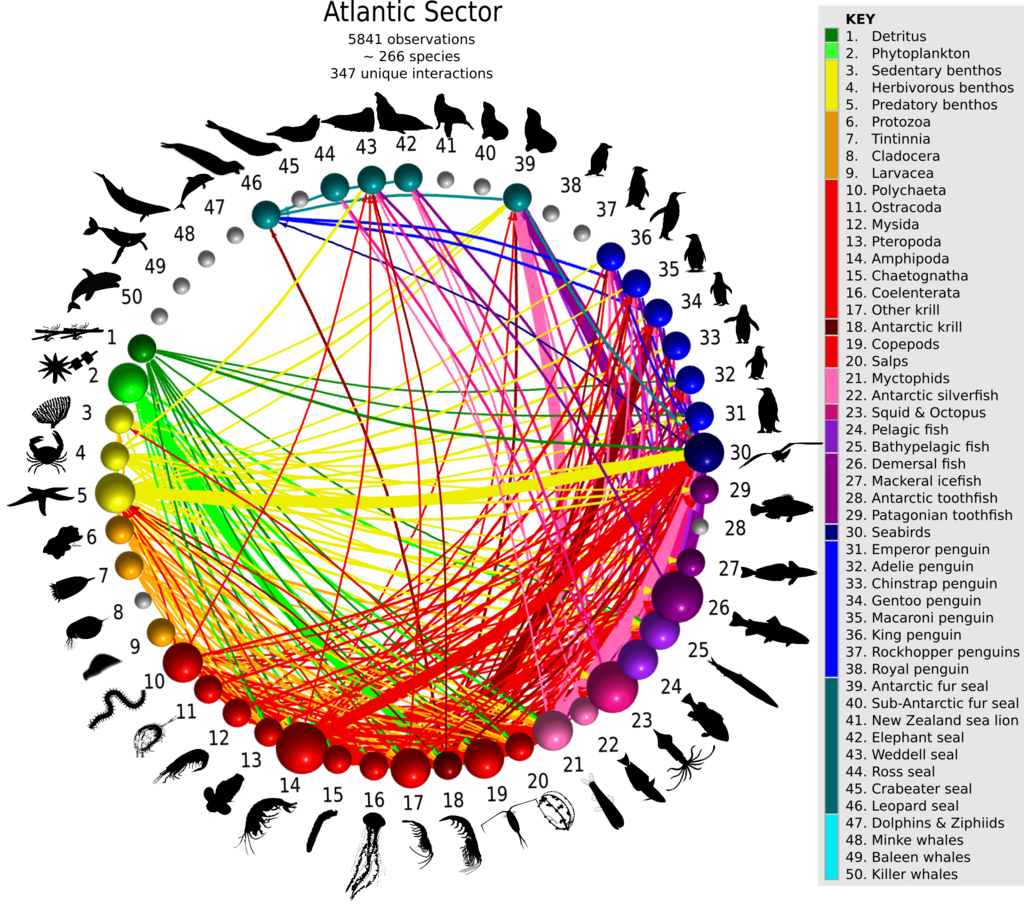 Atlantic Sector
5841 observations
~ 266 species
347 unique interactions
1
2
3
4
5
6
7
8
9
10
11
12
13
14
15
16
17
18
19
20
21
22
23
24
25
26
27
28
29
30
31
32
33
34
35
36
37
38
39
40
41
42
43
44
45
46
47
48
49
50
KEY
1. Detritus
2. Phytoplankton
3. Sedentary benthos
4. Herbivorous benthos
5. Predatory benthos
6. Protozoa
7. Tintinnia
8. Cladocera
9. Larvacea
10. Polychaeta
11. Ostracoda
12. Mysida
13. Pteropoda
14. Amphipoda
15. Chaetognatha
16. Coelenterata
17. Other krill
18. Antarctic krill
19. Copepods
20. Salps
21. Myctophids
22. Antarctic silverfish
23. Squid & Octopus
24. Pelagic fish
25. Bathypelagic fish
26. Demersal fish
27. Mackeral icefish
28. Antarctic toothfish
29. Patagonian toothfish
30. Seabirds
31. Emperor penguin
32. Adelie penguin
33. Chinstrap penguin
34. Gentoo penguin
35. Macaroni penguin
36. King penguin
37. Rockhopper penguins
38. Royal penguin
39. Antarctic fur seal
40. Sub-Antarctic fur seal
41. New Zealand sea lion
42. Elephant seal
43. Weddell seal
44. Ross seal
45. Crabeater seal
46. Leopard seal
47. Dolphins & Ziphiids
48. Minke whales
49. Baleen whales
50. Killer whales